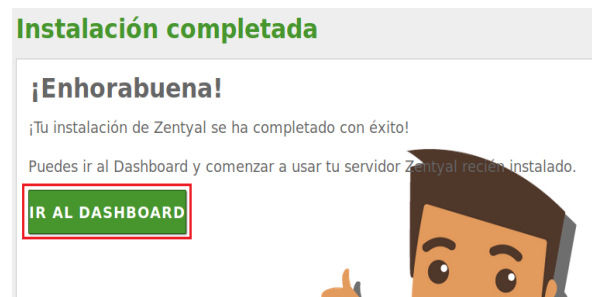 Instalación completada
¡Enhorabuena!
¡Tu instalación de Zentyal se ha completado con éxito!
Puedes ir al Dashboard y comenzar a usar tu servidor Zentyal recién instalado.
IR AL DASHBOARD